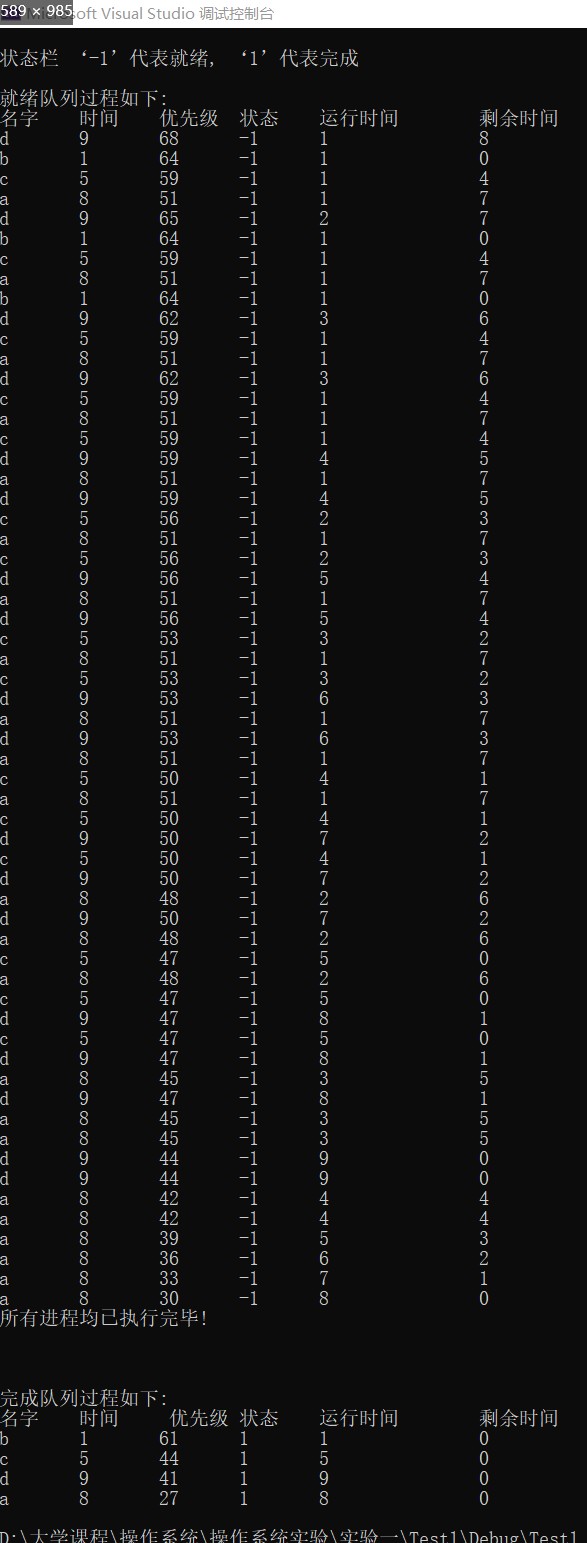 589 × 985
Microsoft Visual Studio 调试控制台
状态栏 ‘-1’代表就绪, ‘1’代表完成
就绪队列过程如下:
名字 时间 优先级 状态 运行时间 剩余时间
d 9 68 -1 1 8
b 1 64 -1 1 0
c 5 59 -1 1 4
a 8 51 -1 1 7
d 9 65 -1 2 7
b 1 64 -1 1 0
c 5 59 -1 1 4
a 8 51 -1 1 7
b 1 64 -1 1 0
d 9 62 -1 3 6
c 5 59 -1 1 4
a 8 51 -1 1 7
d 9 62 -1 3 6
c 5 59 -1 1 4
a 8 51 -1 1 7
c 5 59 -1 1 4
d 9 59 -1 4 5
a 8 51 -1 1 7
d 9 59 -1 4 5
c 5 56 -1 2 3
a 8 51 -1 1 7
c 5 56 -1 2 3
d 9 56 -1 5 4
a 8 51 -1 1 7
d 9 56 -1 5 4
c 5 53 -1 3 2
a 8 51 -1 1 7
c 5 53 -1 3 2
d 9 53 -1 6 3
a 8 51 -1 1 7
d 9 53 -1 6 3
a 8 51 -1 1 7
c 5 50 -1 4 1
a 8 51 -1 1 7
c 5 50 -1 4 1
d 9 50 -1 7 2
c 5 50 -1 4 1
d 9 50 -1 7 2
a 8 48 -1 2 6
d 9 50 -1 7 2
a 8 48 -1 2 6
c 5 47 -1 5 0
a 8 48 -1 2 6
c 5 47 -1 5 0
d 9 47 -1 8 1
c 5 47 -1 5 0
d 9 47 -1 8 1
a 8 45 -1 3 5
d 9 47 -1 8 1
a 8 45 -1 3 5
a 8 45 -1 3 5
d 9 44 -1 9 0
d 9 44 -1 9 0
a 8 42 -1 4 4
a 8 42 -1 4 4
a 8 39 -1 5 3
a 8 36 -1 6 2
a 8 33 -1 7 1
a 8 30 -1 8 0
所有进程均已执行完毕!
完成队列过程如下:
名字 时间 优先级 状态 运行时间 剩余时间
b 1 61 1 1 0
c 5 44 1 5 0
d 9 41 1 9 0
a 8 27 1 8 0
D:\大学课程\操作系统\操作系统实验\实验一\Test1\Debug\Test1